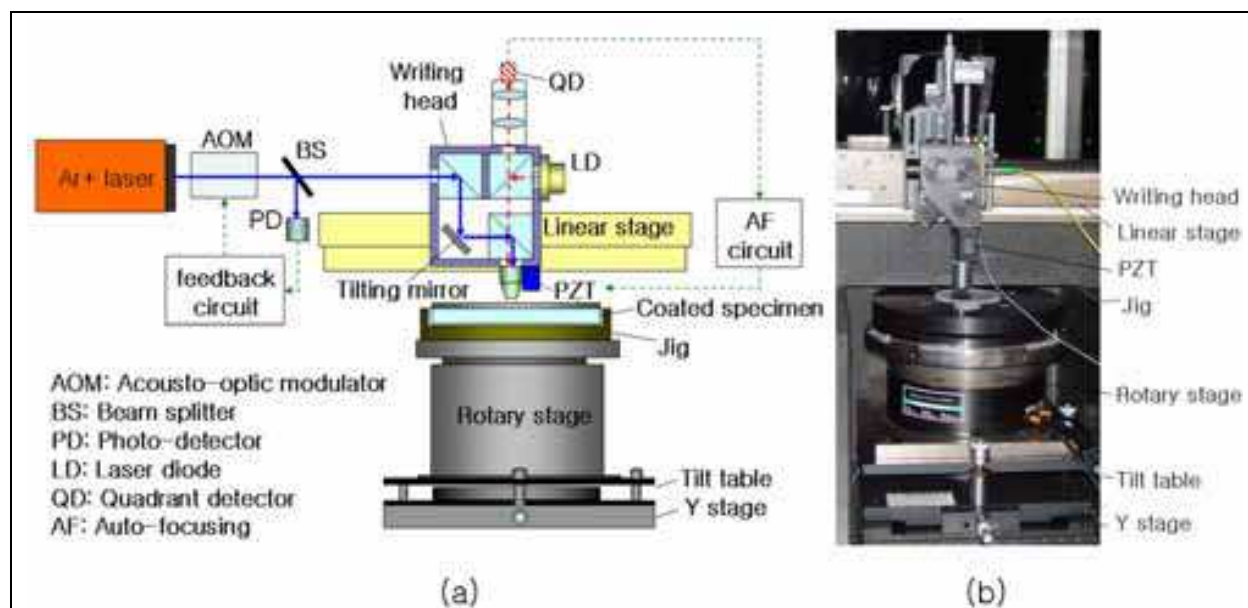 Writing
head
QD
AOM
BS
LD
Ar+ laser
PD
AF
circuit
Linear stage
feedback
circuit
Tilting mirror
PZT
Coated specimen
Jig
AOM: Acousto-optic modulator
BS: Beam splitter
PD: Photo-detector
LD: Laser diode
QD: Quadrant detector
AF: Auto-focusing
Rotary stage
Tilt table
Y stage
(a)
Writing head
Linear stage
PZT
Jig
Rotary stage
Tilt table
Y stage
(b)